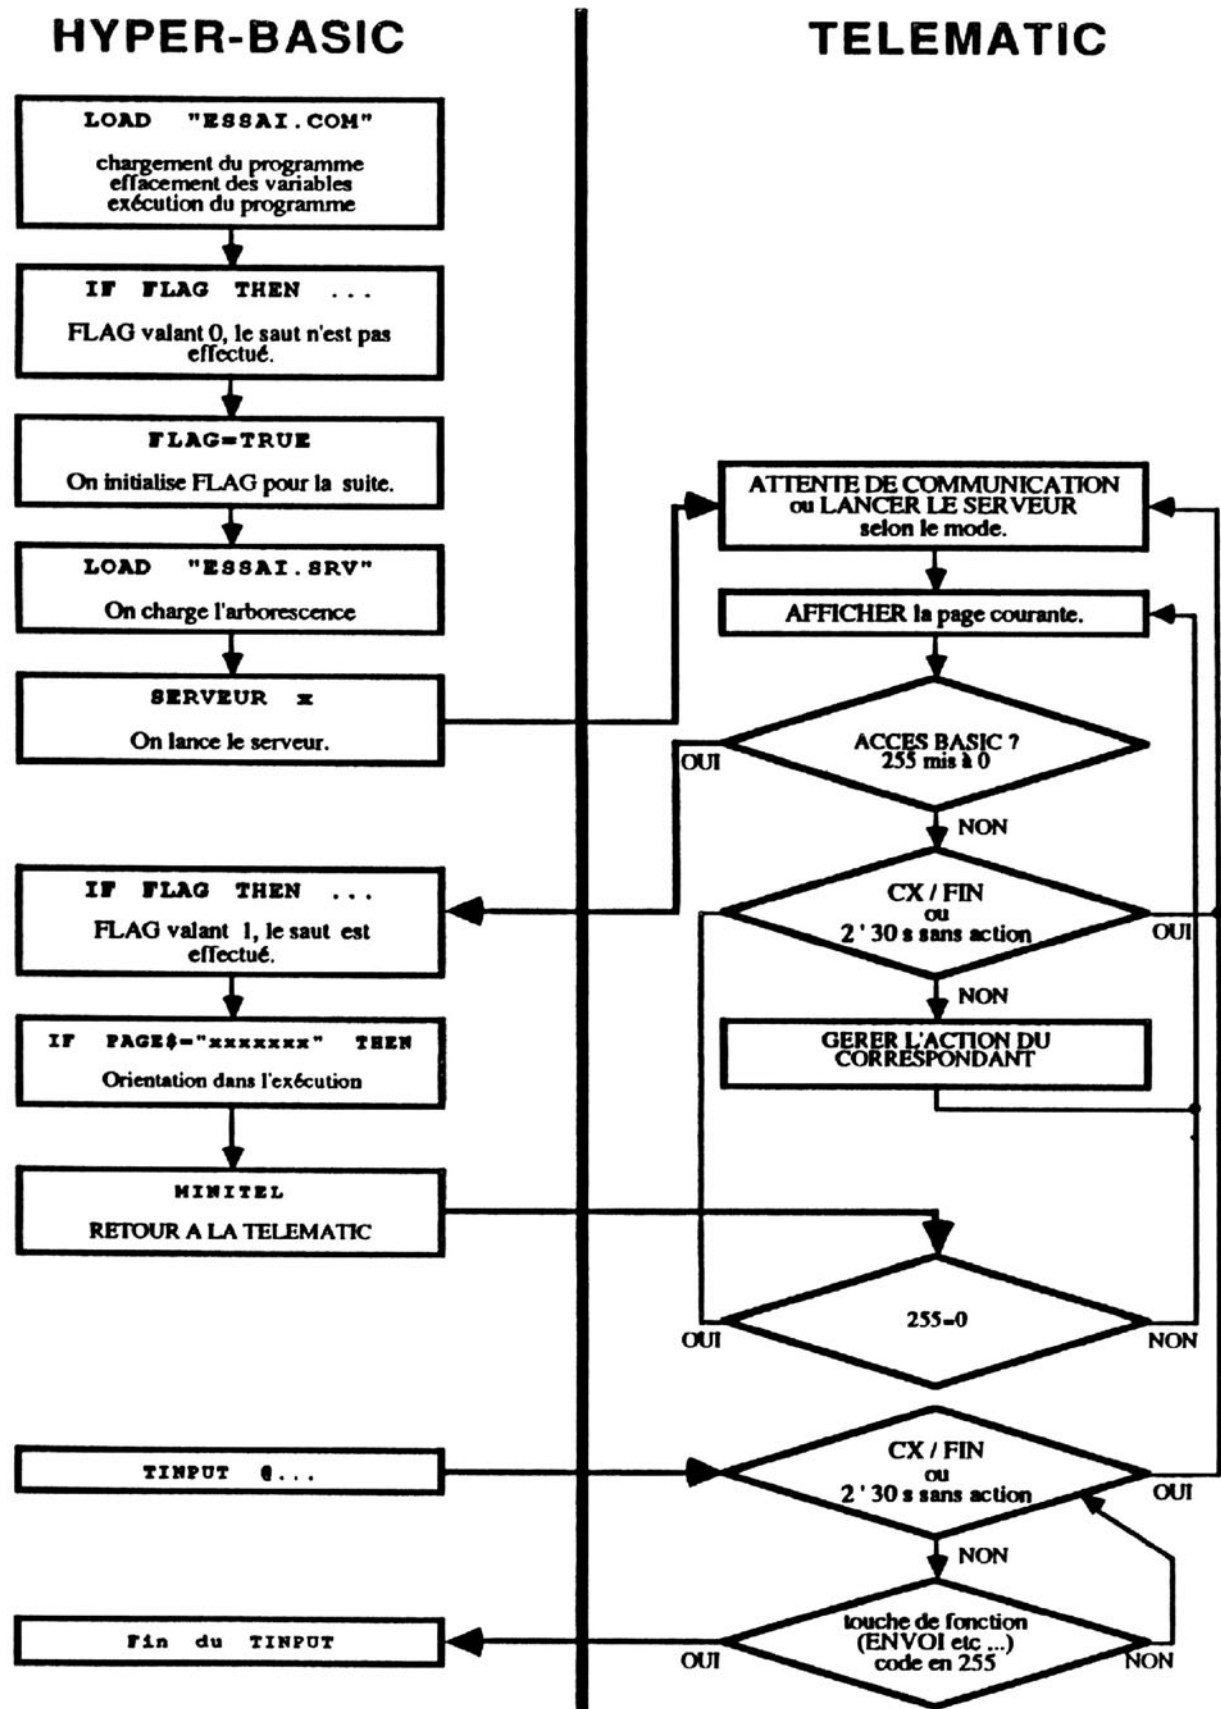 HYPER-BASIC
LOAD "ESSAI.COM"
chargement du programme
effacement des variables
exécution du programme
IF FLAG THEN ...
FLAG valant 0, le saut n'est pas
effectué.
FLAG=TRUE
On initialise FLAG pour la suite.
LOAD "ESSAI.SRV"
On charge l'arborescence
SERVEUR x
On lance le serveur.
IF FLAG THEN ...
FLAG valant 1, le saut est
effectué.
IF PAGE$="xxxxxxx" THEN
Orientation dans l'exécution
MINITEL
RETOUR A LA TELEMATIC
TINPUT @...
Fin du TINPUT
TELEMATIC
ATTENTE DE COMMUNICATION
ou LANCER LE SERVEUR
selon le mode.
AFFICHER la page courante.
ACCES BASIC ?
255 mis à 0
OUI
NON
CX / FIN
ou
2 ' 30 s sans action
OUI
NON
GERER L'ACTION DU
CORRESPONDANT
255=0
OUI
NON
CX / FIN
ou
2 ' 30 s sans action
OUI
NON
touche de fonction
(ENVOI etc ...)
code en 255
OUI
NON